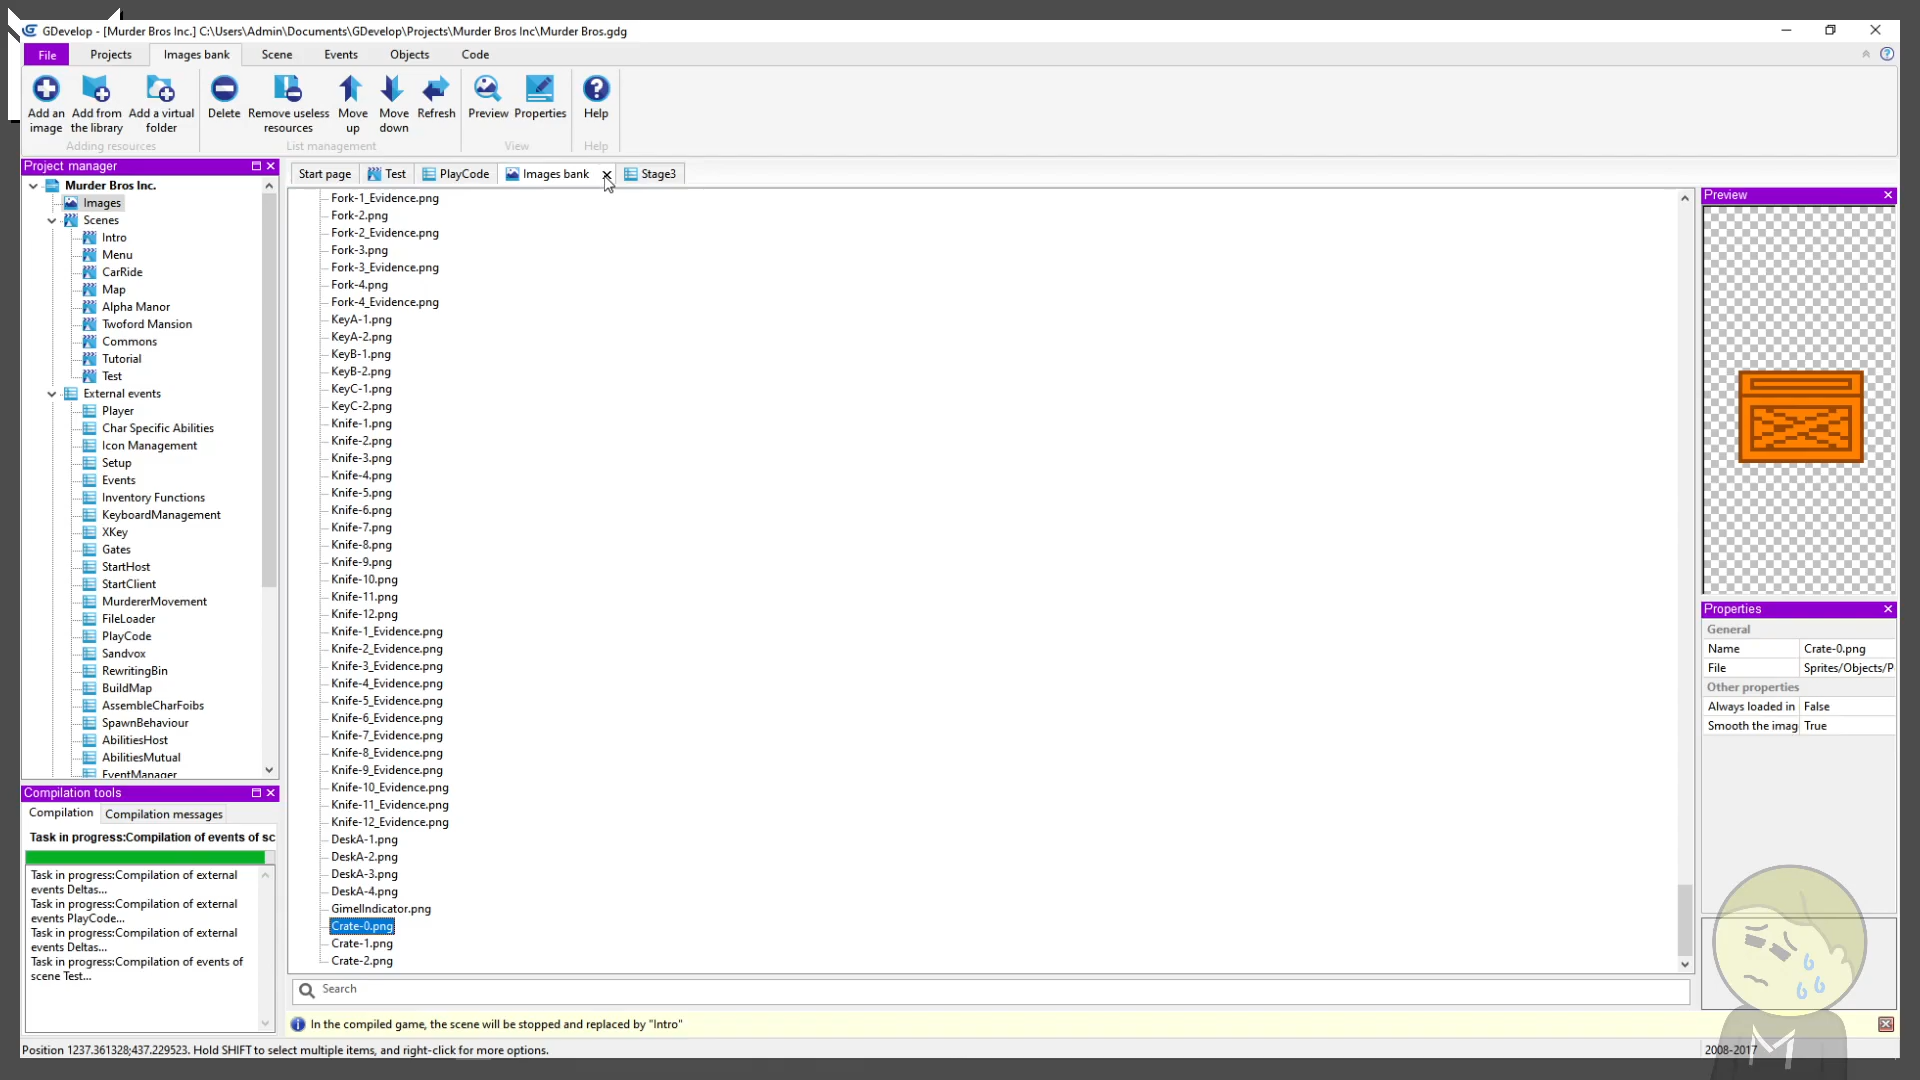 GDevelop - [Murder Bros Inc.] C:\Users\Admin\Documents\GDevelop\Projects\Murder Bros Inc\Murder Bros.gdg
File
Projects
Images bank
Scene
Events
Objects
Code
Add an image
Add from the library
Add a virtual folder
Delete
Remove useless resources
Move up
Move down
Refresh
Preview
Properties
Help
Adding resources
List management
View
Help
Project manager
Murder Bros Inc.
Images
Scenes
Intro
Menu
CarRide
Map
Alpha Manor
Twoford Mansion
Commons
Tutorial
Test
External events
Player
Char Specific Abilities
Icon Management
Setup
Events
Inventory Functions
KeyboardManagement
XKey
Gates
StartHost
StartClient
MurdererMovement
FileLoader
PlayCode
Sandvox
RewritingBin
BuildMap
AssembleCharFoibs
SpawnBehaviour
AbilitiesHost
AbilitiesMutual
EventManager
Compilation tools
Compilation
Compilation messages
Task in progress:Compilation of events of sc
Task in progress:Compilation of external
events Deltas...
Task in progress:Compilation of external
events PlayCode...
Task in progress:Compilation of external
events Deltas...
Task in progress:Compilation of events of
scene Test...
Start page
Test
PlayCode
Images bank
Stage3
Fork-1_Evidence.png
Fork-2.png
Fork-2_Evidence.png
Fork-3.png
Fork-3_Evidence.png
Fork-4.png
Fork-4_Evidence.png
KeyA-1.png
KeyA-2.png
KeyB-1.png
KeyB-2.png
KeyC-1.png
KeyC-2.png
Knife-1.png
Knife-2.png
Knife-3.png
Knife-4.png
Knife-5.png
Knife-6.png
Knife-7.png
Knife-8.png
Knife-9.png
Knife-10.png
Knife-11.png
Knife-12.png
Knife-1_Evidence.png
Knife-2_Evidence.png
Knife-3_Evidence.png
Knife-4_Evidence.png
Knife-5_Evidence.png
Knife-6_Evidence.png
Knife-7_Evidence.png
Knife-8_Evidence.png
Knife-9_Evidence.png
Knife-10_Evidence.png
Knife-11_Evidence.png
Knife-12_Evidence.png
DeskA-1.png
DeskA-2.png
DeskA-3.png
DeskA-4.png
GimelIndicator.png
Crate-0.png
Crate-1.png
Crate-2.png
Search
In the compiled game, the scene will be stopped and replaced by "Intro"
Preview
Properties
General
Name Crate-0.png
File Sprites/Objects/P
Other properties
Always loaded in False
Smooth the imag True
Position 1237.361328;437.229523. Hold SHIFT to select multiple items, and right-click for more options.
2008-2017